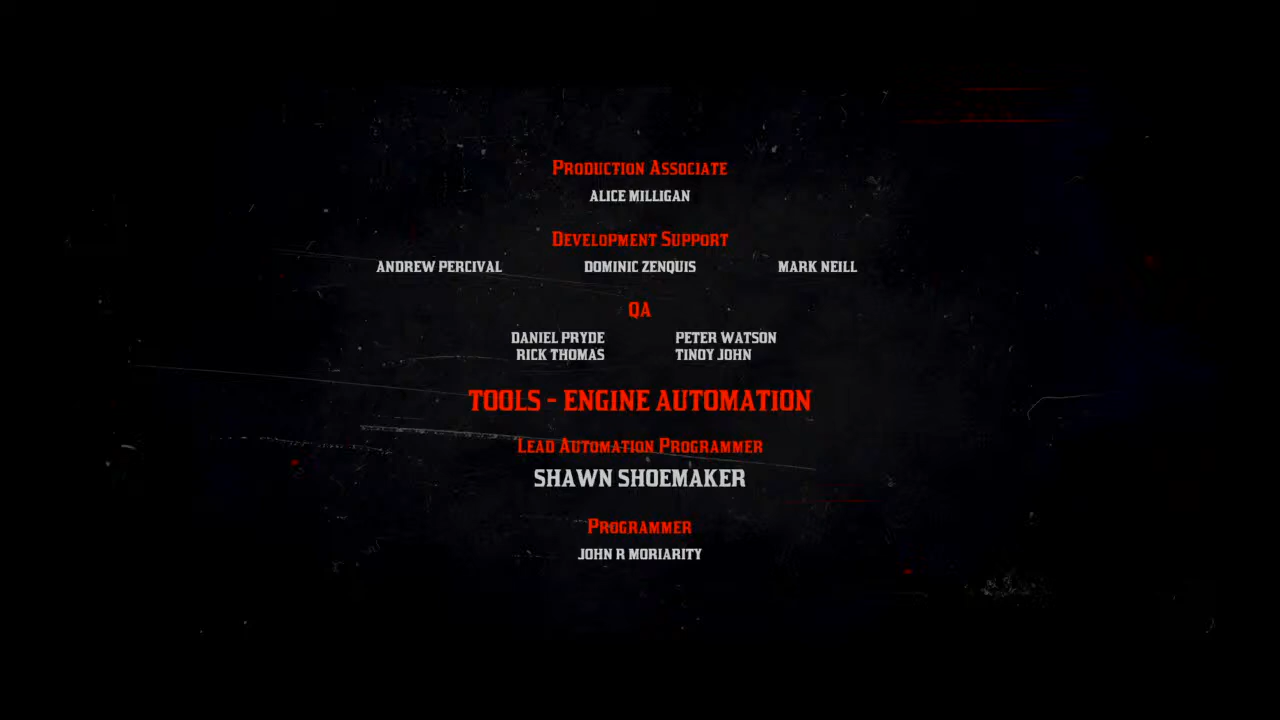 Production Associate
ALICE MILLIGAN
Development Support
ANDREW PERCIVAL DOMINIC ZENQUIS MARK NEILL
QA
DANIEL PRYDE PETER WATSON
RICK THOMAS TINOY JOHN
TOOLS - ENGINE AUTOMATION
Lead Automation Programmer
SHAWN SHOEMAKER
Programmer
JOHN R MORIARITY